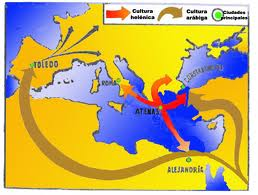 Cultura
helénica
Cultura
arábiga
Ciudades
principales
TOLEDO
ROMA
CONSTANTINOPLA
ATENAS
ALEJANDRÍA